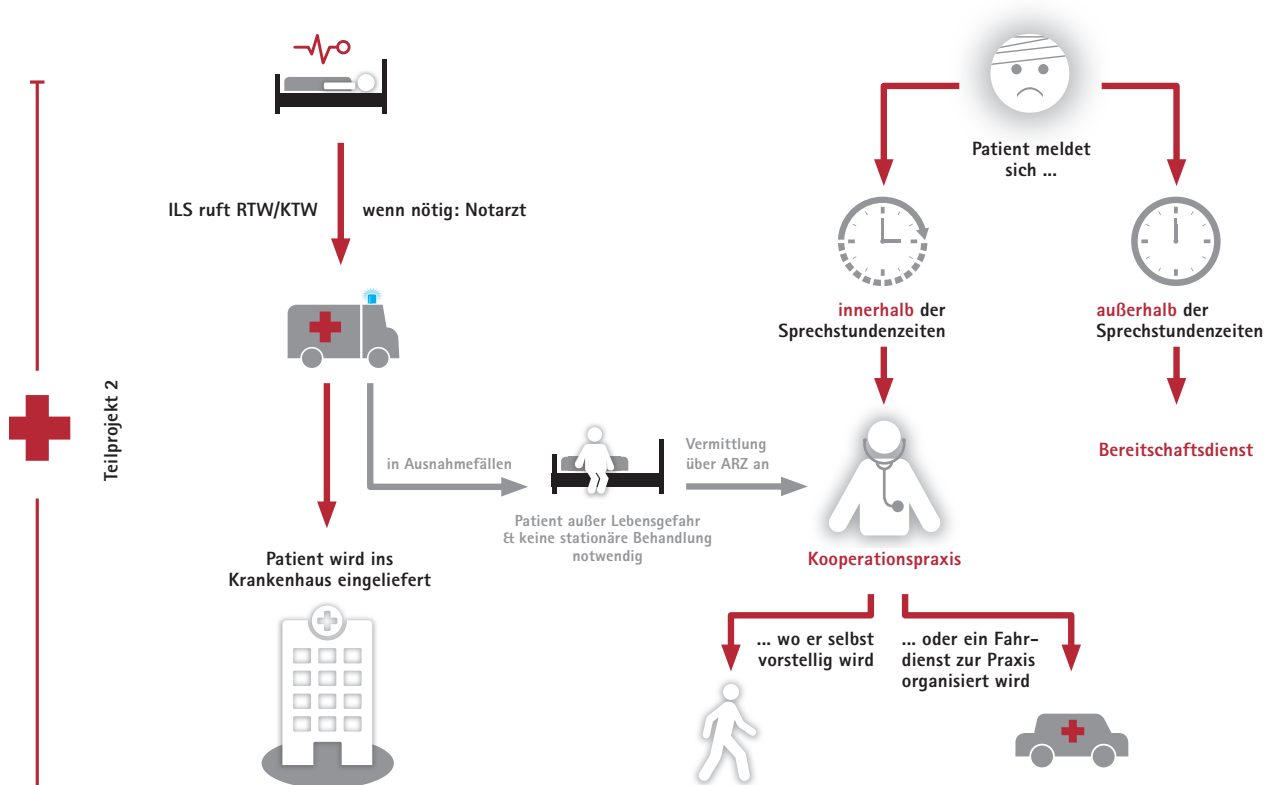 Teilprojekt 2
ILS ruft RTW/KTW
wenn nötig: Notarzt
in Ausnahmefällen
Patient außer Lebensgefahr
& keine stationäre Behandlung
notwendig
Vermittlung
über ARZ an
Patient wird ins
Krankenhaus eingeliefert
Patient meldet
sich ...
innerhalb der
Sprechstundenzeiten
außerhalb der
Sprechstundenzeiten
Bereitschaftsdienst
Kooperationspraxis
... wo er selbst
vorstellig wird
... oder ein Fahr-
dienst zur Praxis
organisiert wird